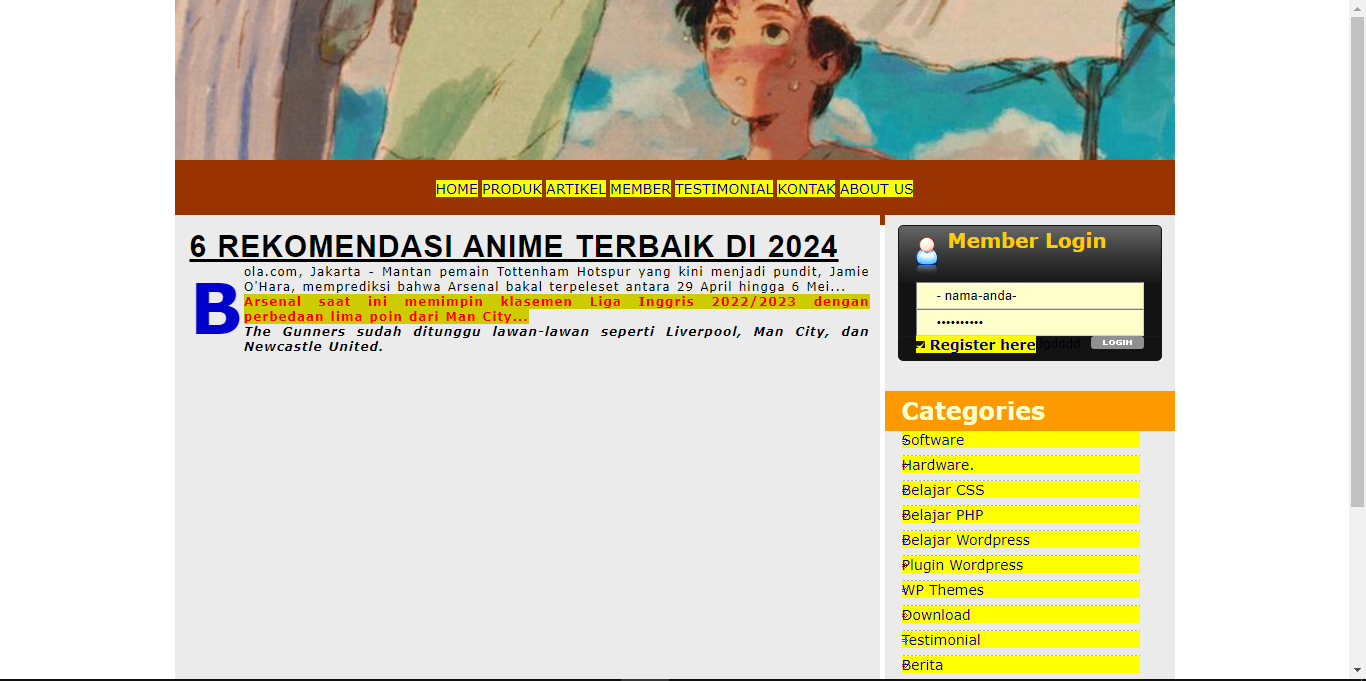 HOME PRODUK ARTIKEL MEMBER TESTIMONIAL KONTAK ABOUT US
6 REKOMENDASI ANIME TERBAIK DI 2024
Bola.com, Jakarta - Mantan pemain Tottenham Hotspur yang kini menjadi pundit, Jamie
O'Hara, memprediksi bahwa Arsenal bakal terpeleset antara 29 April hingga 6 Mei...
Arsenal saat ini memimpin klasemen Liga Inggris 2022/2023 dengan
perbedaan lima poin dari Man City...
The Gunners sudah ditunggu lawan-lawan seperti Liverpool, Man City, dan
Newcastle United.
Member Login
- nama-anda-
••••••••••
Register here
LOGIN
Categories
Software
Hardware.
Belajar CSS
Belajar PHP
Belajar Wordpress
Plugin Wordpress
WP Themes
Download
Testimonial
Berita